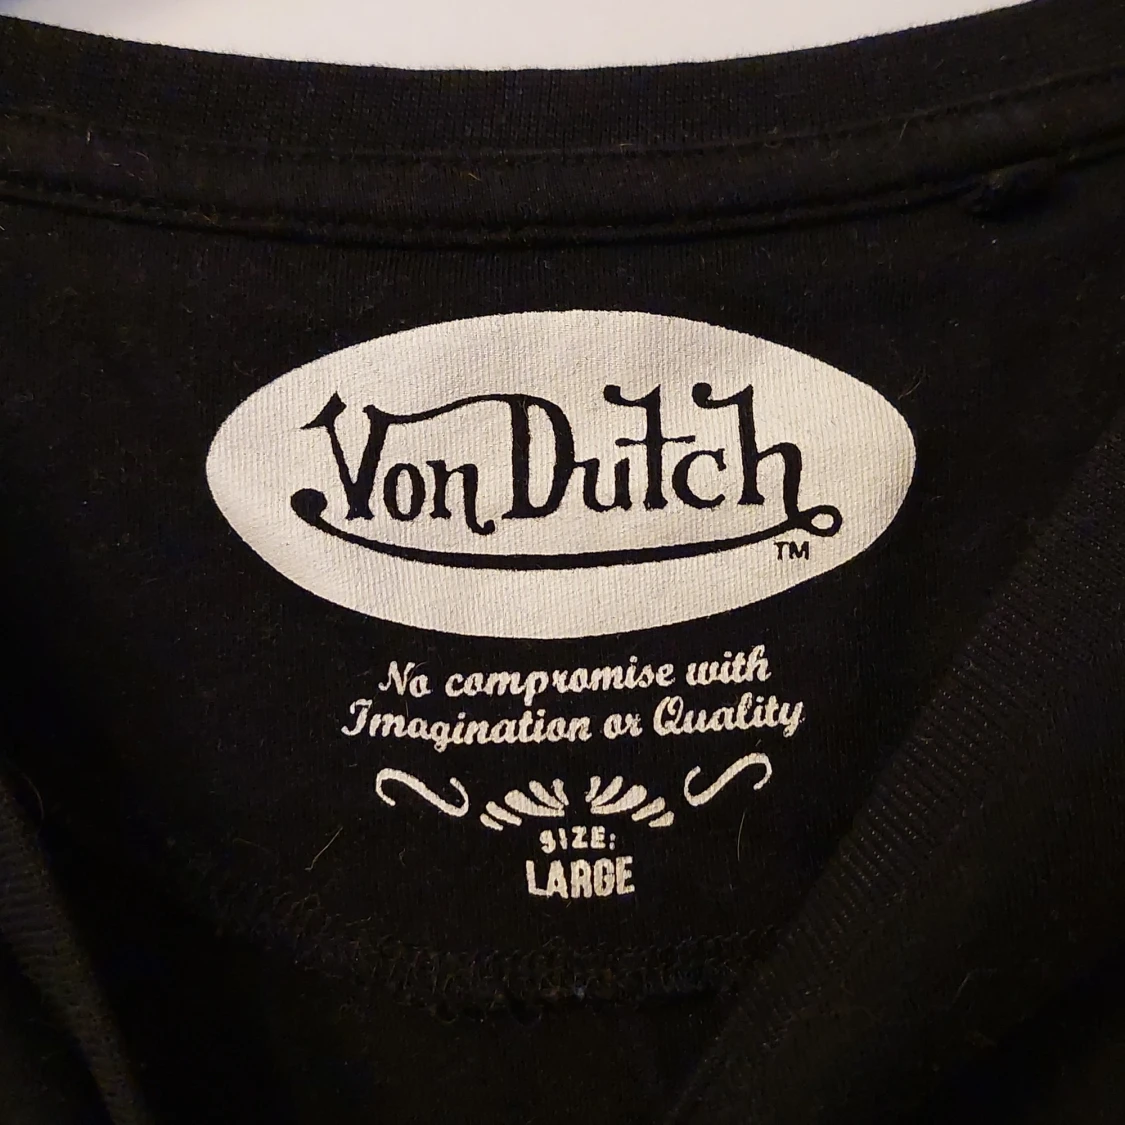 Von Dutch
TM
No compromise with
Imagination or Quality
SIZE:
LARGE